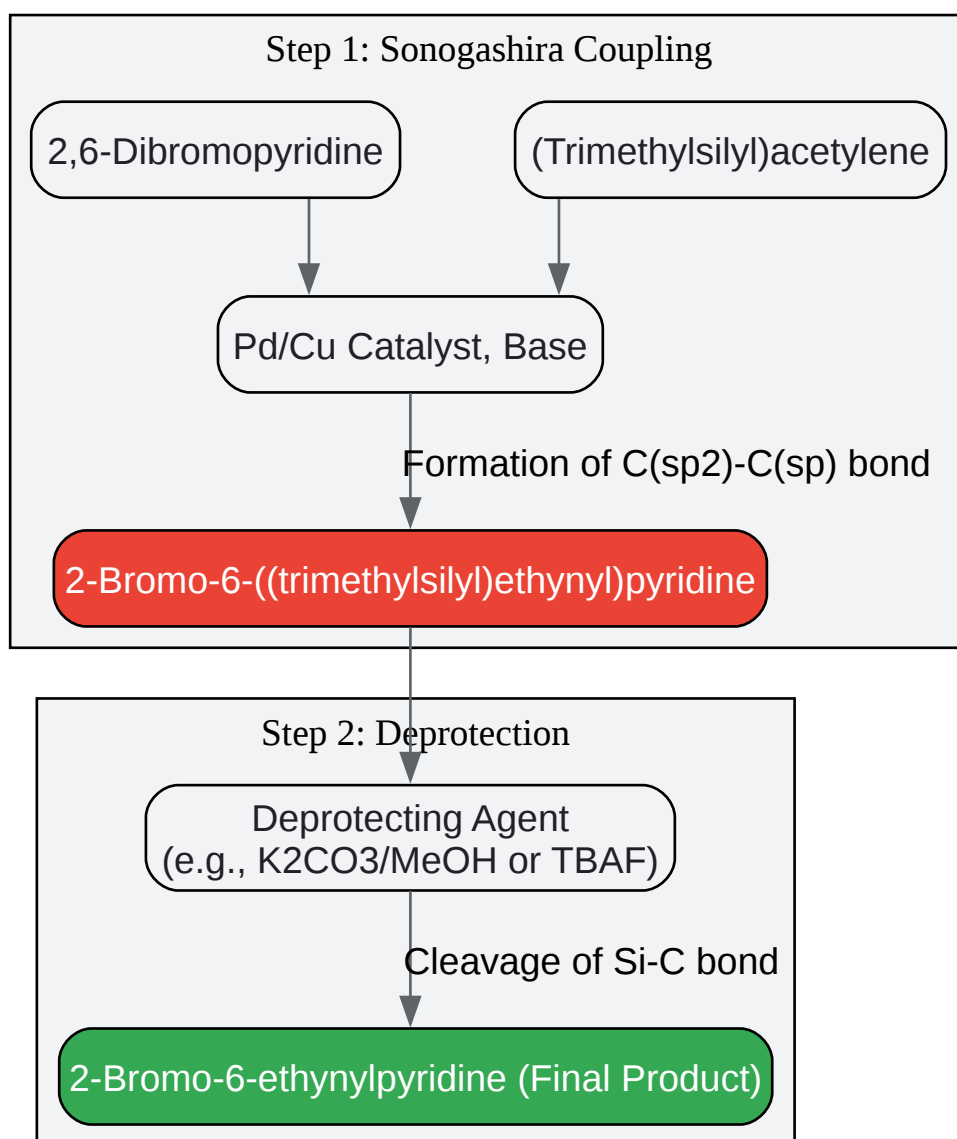 Step 1: Sonogashira Coupling
2,6-Dibromopyridine
(Trimethylsilyl)acetylene
Pd/Cu Catalyst, Base
Formation of C(sp2)-C(sp) bond
2-Bromo-6-((trimethylsilyl)ethynyl)pyridine
Step 2: Deprotection
Deprotecting Agent
(e.g., K2CO3/MeOH or TBAF)
Cleavage of Si-C bond
2-Bromo-6-ethynylpyridine (Final Product)